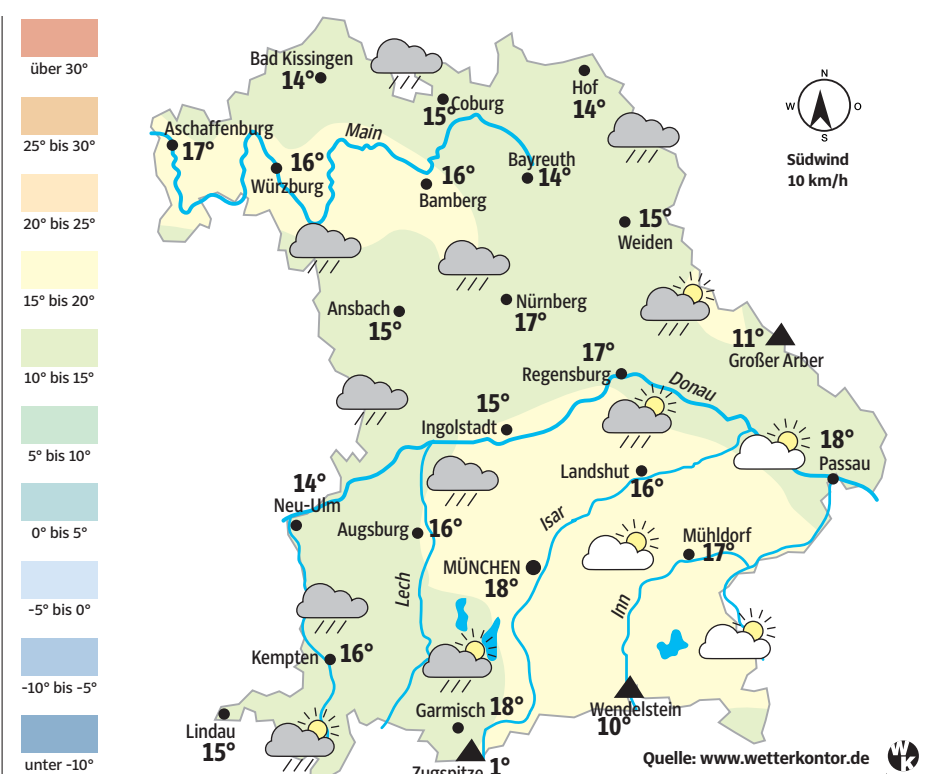 über 30°
25° bis 30°
20° bis 25°
15° bis 20°
10° bis 15°
5° bis 10°
0° bis 5°
-5° bis 0°
-10° bis -5°
unter -10°
Bad Kissingen
14°
15°
Coburg
Hof
14°
N
W
O
S
Südwind
10 km/h
Aschaffenburg
17°
Main
16°
Würzburg
16°
Bamberg
Bayreuth
14°
15°
Weiden
Ansbach
15°
Nürnberg
17°
11°
Großer Arber
17°
Regensburg
Donau
15°
Ingolstadt
18°
Passau
Landshut
16°
14°
Neu-Ulm
Augsburg
16°
Isar
Mühldorf
17°
MÜNCHEN
18°
Lech
Inn
Kempten
16°
Garmisch
18°
Wendelstein
10°
Lindau
15°
Zugspitze
1°
Quelle: www.wetterkontor.de
WK